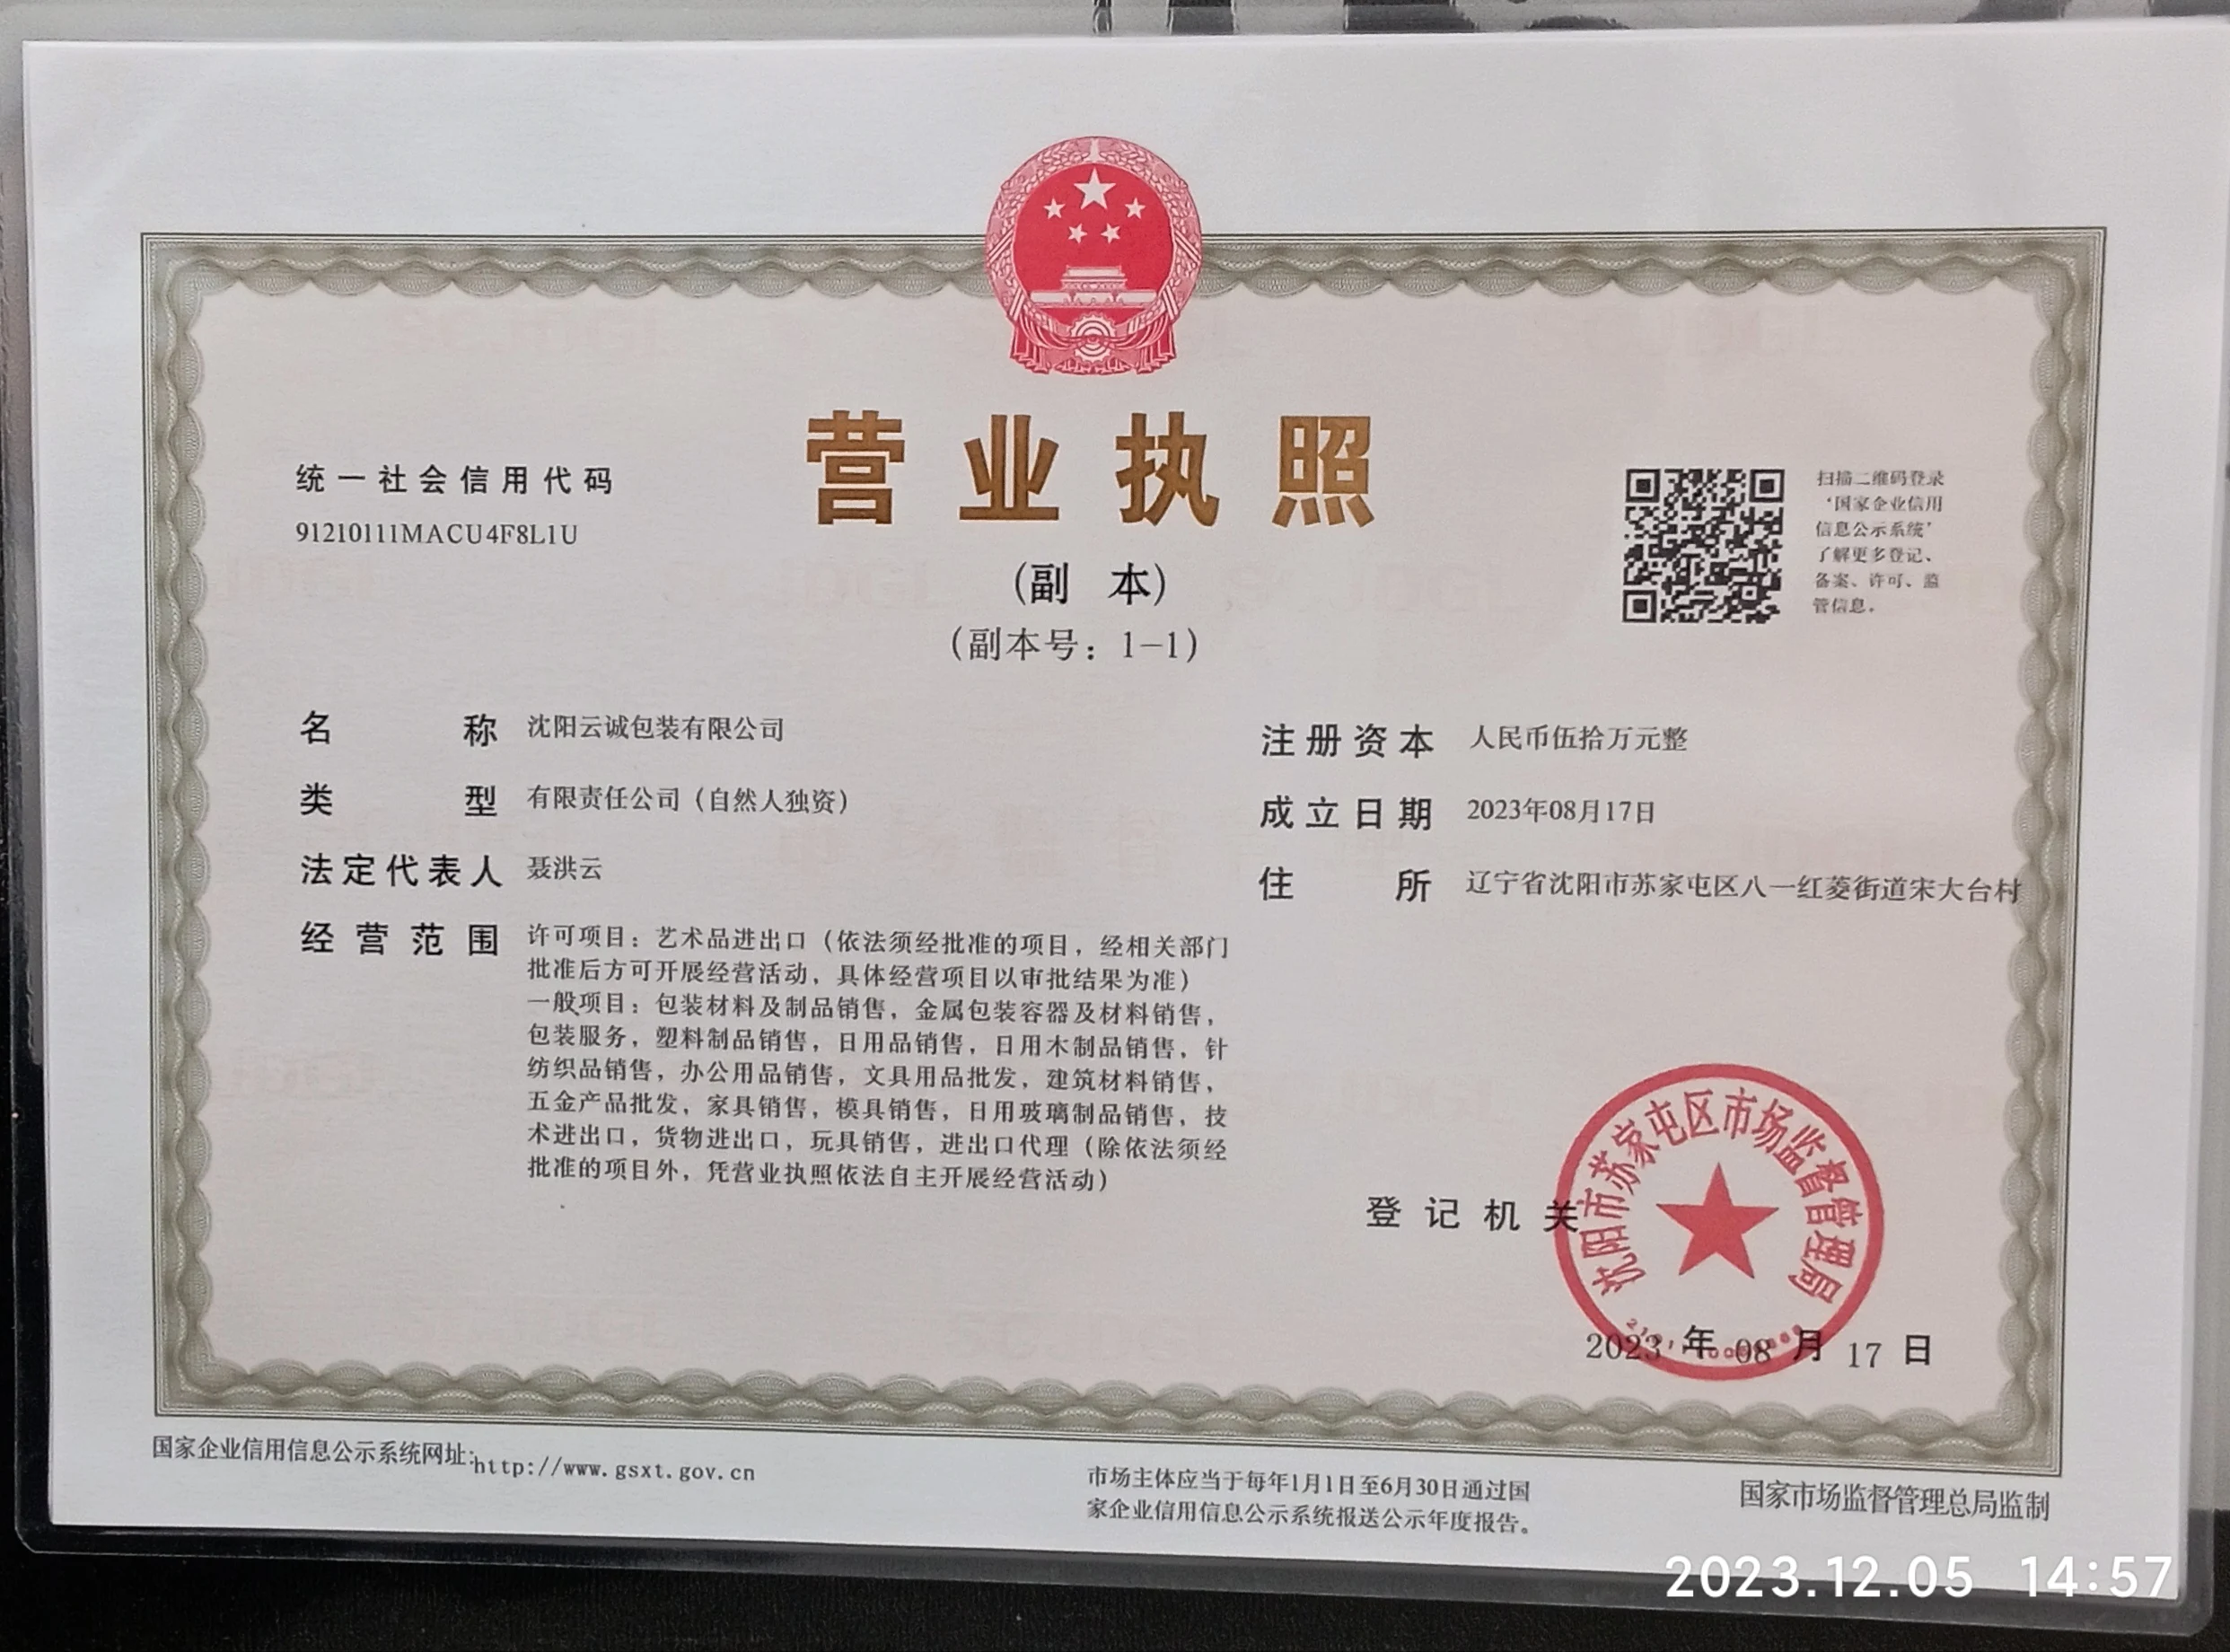 营业执照
(副 本)
(副本号：1-1)
统一社会信用代码
91210111MACU4F8L1U
扫描二维码登录
‘国家企业信用
信息公示系统’
了解更多登记、
备案、许可、监
管信息。
名 称 沈阳云诚包装有限公司
类 型 有限责任公司（自然人独资）
法定代表人 聂洪云
经营范围 许可项目：艺术品进出口（依法须经批准的项目，经相关部门
批准后方可开展经营活动，具体经营项目以审批结果为准）
一般项目：包装材料及制品销售，金属包装容器及材料销售，
包装服务，塑料制品销售，日用品销售，日用木制品销售，针
纺织品销售，办公用品销售，文具用品批发，建筑材料销售，
五金产品批发，家具销售，模具销售，日用玻璃制品销售，技
术进出口，货物进出口，玩具销售，进出口代理（除依法须经
批准的项目外，凭营业执照依法自主开展经营活动）
注册资本 人民币伍拾万元整
成立日期 2023年08月17日
住 所 辽宁省沈阳市苏家屯区八一红菱街道宋大台村
登记机关
沈阳市苏家屯区市场监督管理局
2023 年 08 月 17 日
国家企业信用信息公示系统网址:http://www.gsxt.gov.cn
市场主体应当于每年1月1日至6月30日通过国
家企业信用信息公示系统报送公示年度报告。
国家市场监督管理总局监制
2023.12.05 14:57